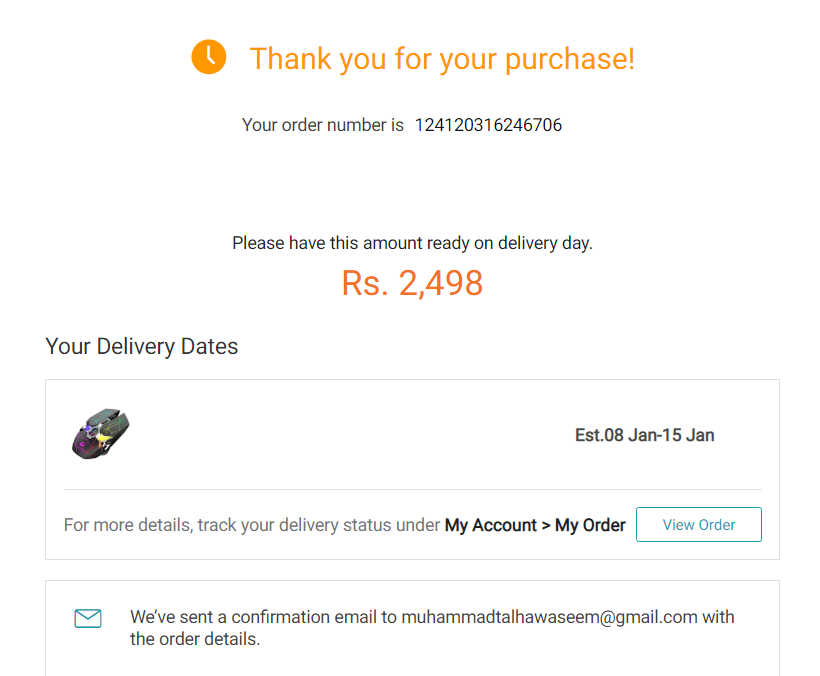 Thank you for your purchase!
Your order number is 124120316246706
Please have this amount ready on delivery day.
Rs. 2,498
Your Delivery Dates
Est.08 Jan-15 Jan
For more details, track your delivery status under My Account > My Order View Order
We’ve sent a confirmation email to muhammadtalhawaseem@gmail.com with
the order details.